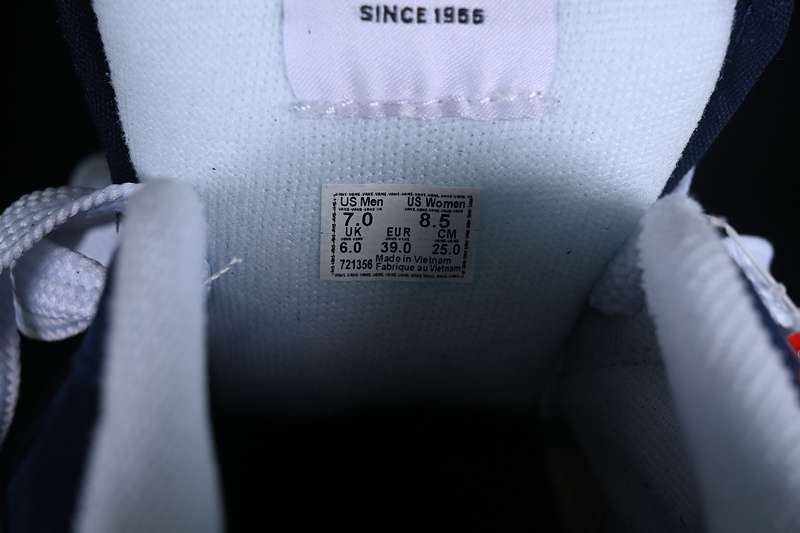 SINCE 1966
US Men US Women
7.0 8.5
UK EUR CM
6.0 39.0 25.0
721356 Made in Vietnam
Fabrique au Vietnam